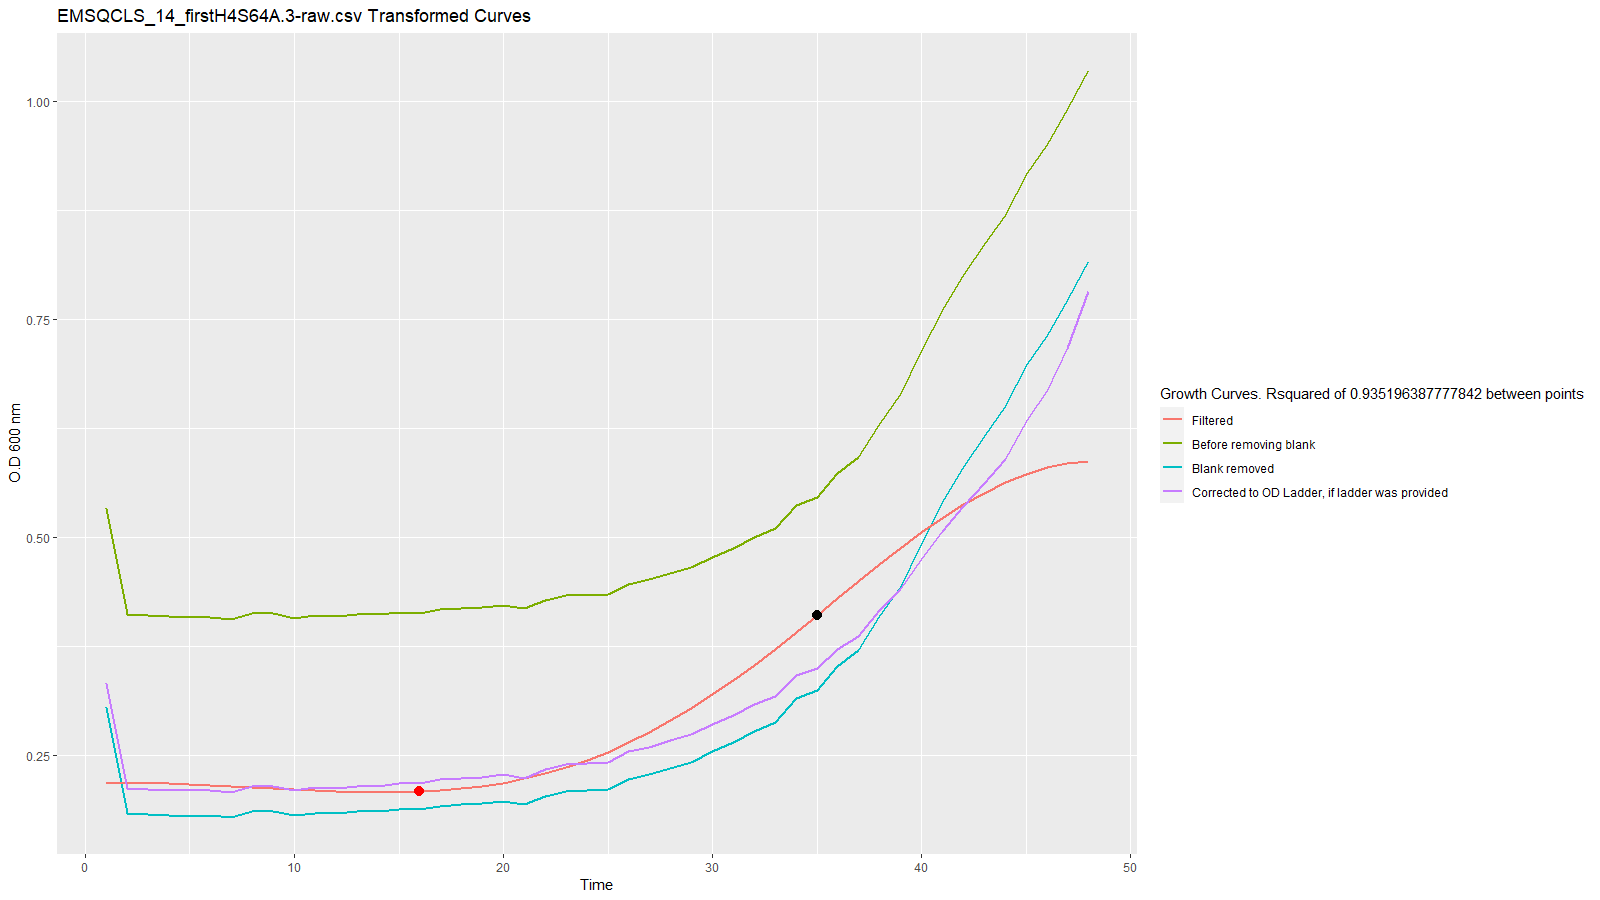 EMSQCLS_14_firstH4S64A.3-raw.csv Transformed Curves
1.00
0.75
0.50
0.25
O.D 600 nm
0 10 20 30 40 50
Time
Growth Curves. Rsquared of 0.935196387777842 between points
Filtered
Before removing blank
Blank removed
Corrected to OD Ladder, if ladder was provided